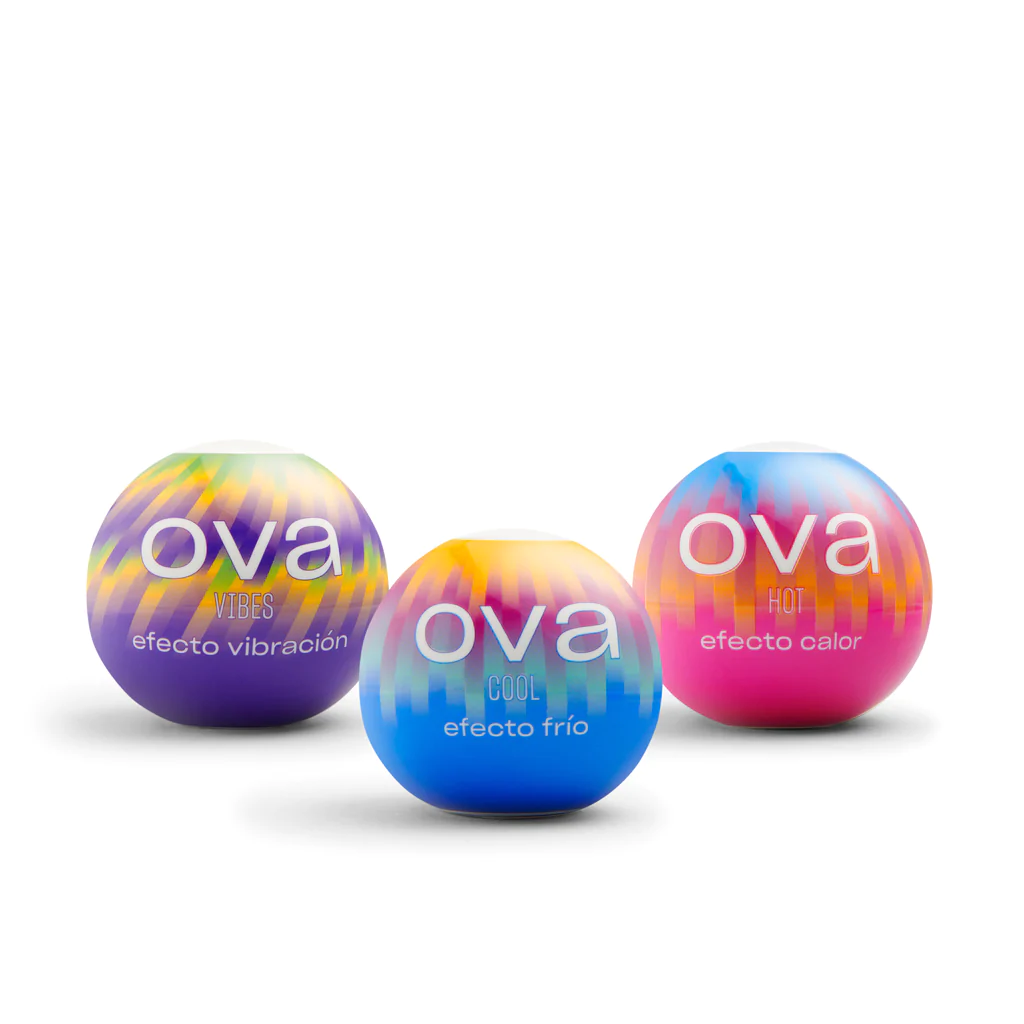 ova
VIBES
efecto vibración
ova
COOL
efecto frío
ova
HOT
efecto calor